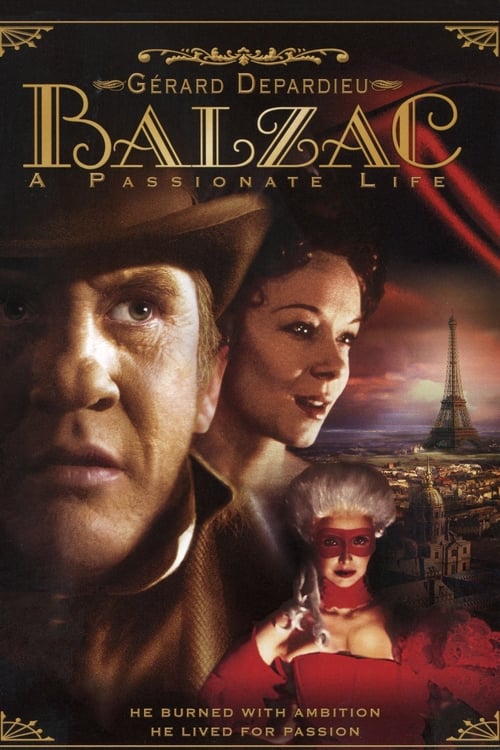 GÉRARD DEPARDIEU
BALZAC
A PASSIONATE LIFE
HE BURNED WITH AMBITION
HE LIVED FOR PASSION